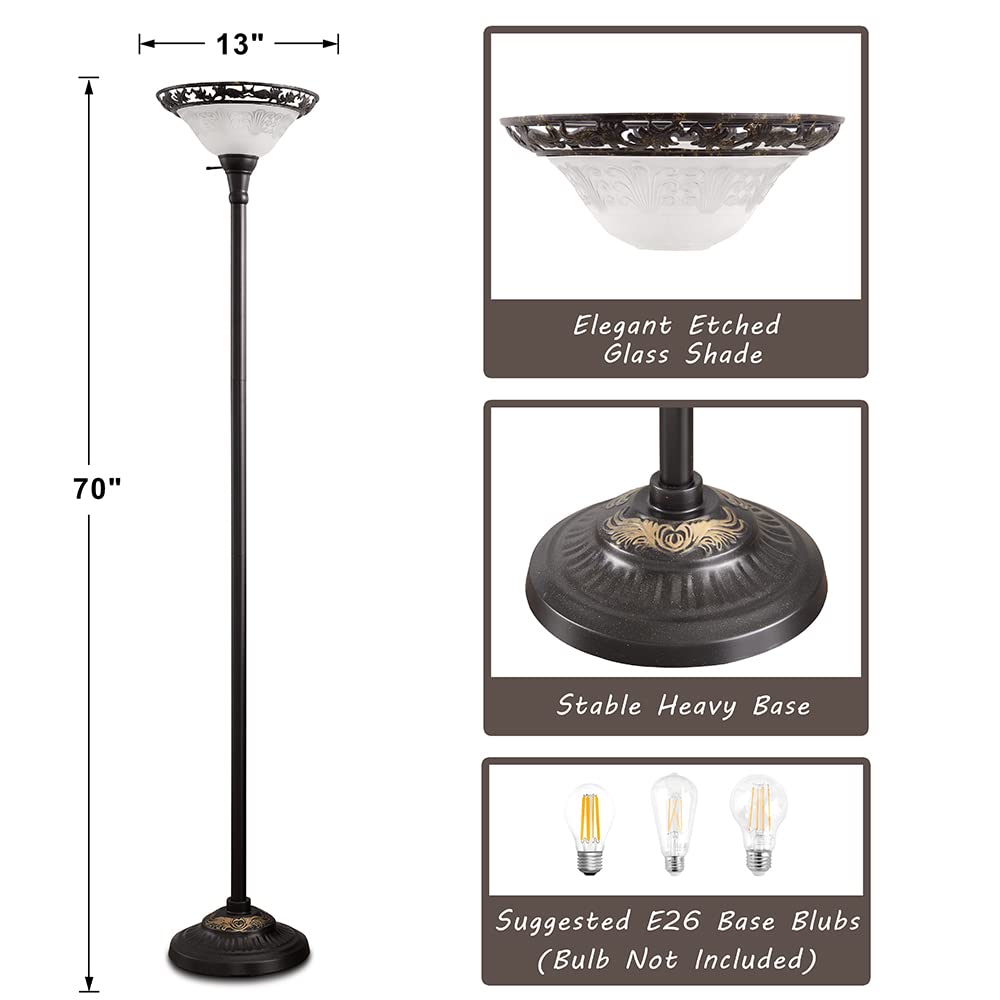 13"
70"
Elegant Etched
Glass Shade
Stable Heavy Base
Suggested E26 Base Blubs
(Bulb Not Included)